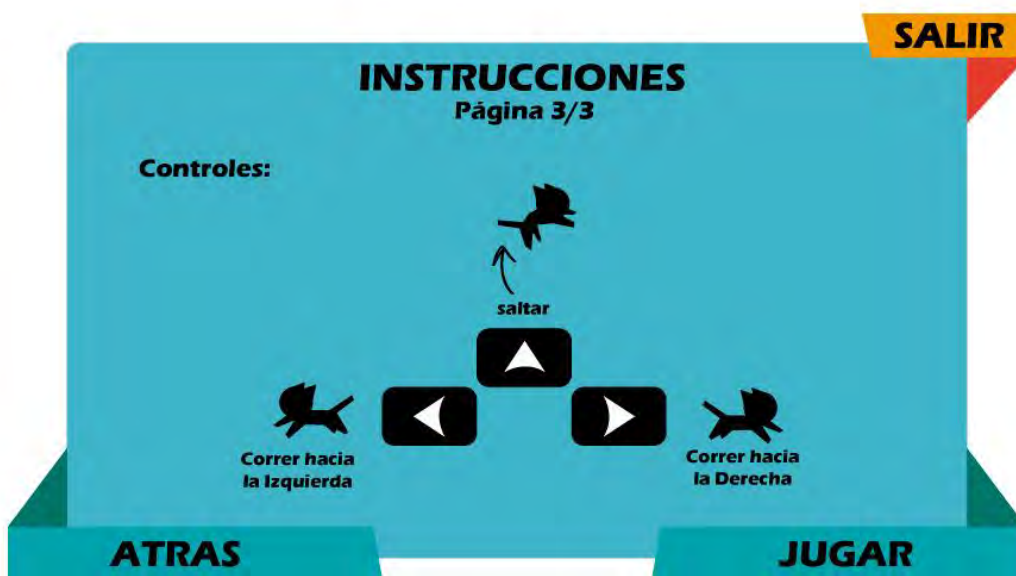 SALIR
INSTRUCCIONES
Página 3/3
Controles:
saltar
Correr hacia
la Izquierda
Correr hacia
la Derecha
ATRAS
JUGAR